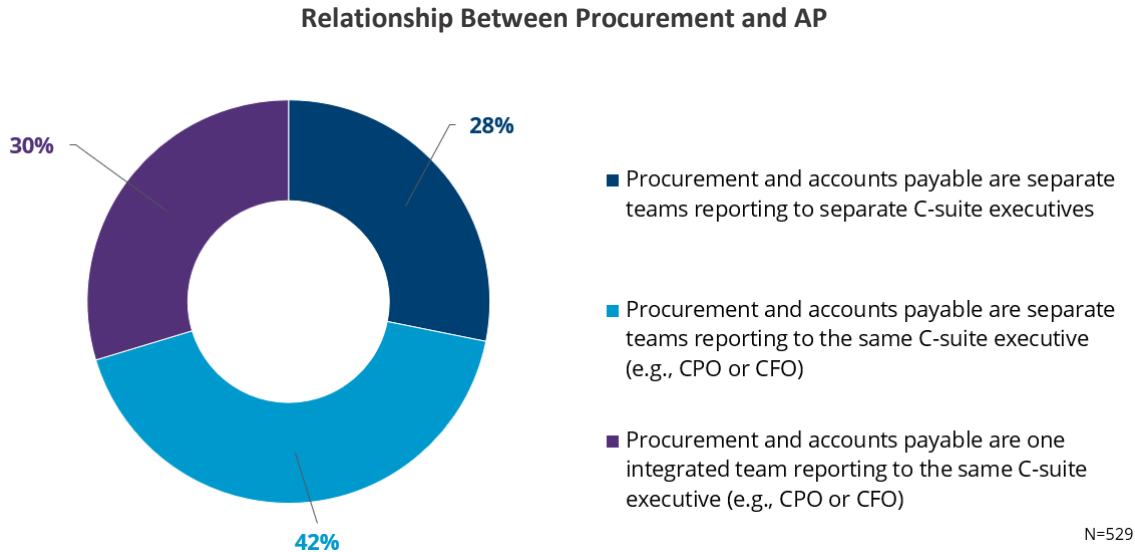 Relationship Between Procurement and AP
30%
28%
42%
Procurement and accounts payable are separate
teams reporting to separate C-suite executives
Procurement and accounts payable are separate
teams reporting to the same C-suite executive
(e.g., CPO or CFO)
Procurement and accounts payable are one
integrated team reporting to the same C-suite
executive (e.g., CPO or CFO)
N=529